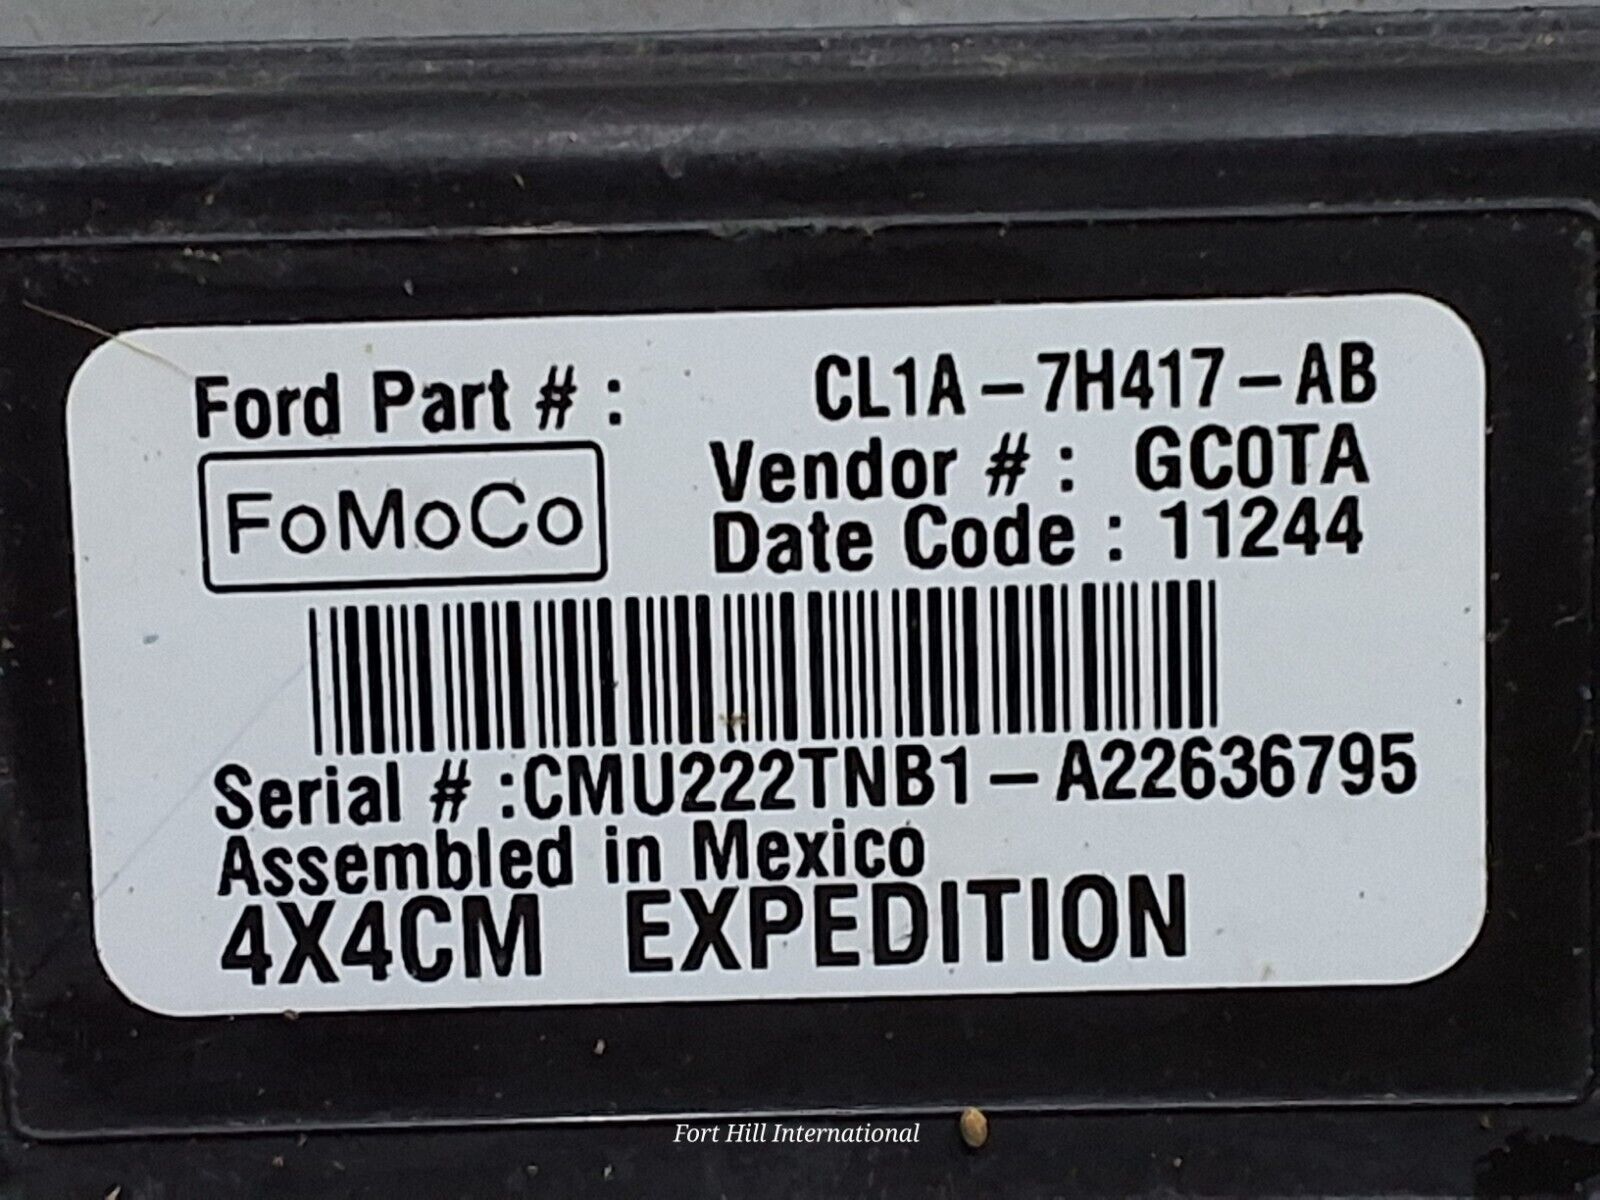 Ford Part # : CL1A-7H417-AB
FoMoCo
Vendor # : GC0TA
Date Code : 11244
Serial # :CMU222TNB1-A22636795
Assembled in Mexico
4X4CM EXPEDITION
Fort Hill International